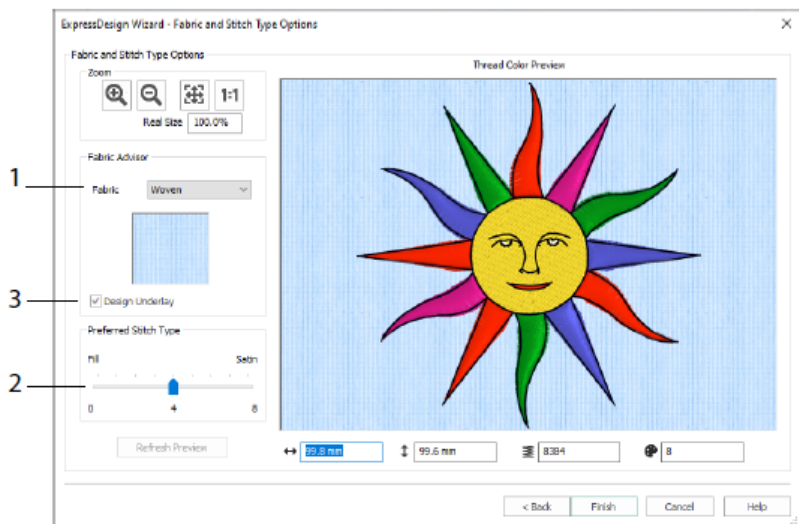 ExpressDesign Wizard - Fabric and Stitch Type Options
Fabric and Stitch Type Options
Zoom
1:1
Real Size 100.0%
1
Fabric Advisor
Fabric Woven
3
Design Underlay
Preferred Stitch Type
Fill Satin
2
0 4 8
Refresh Preview
Thread Color Preview
99.8 mm 99.6 mm 8384 8
< Back Finish Cancel Help